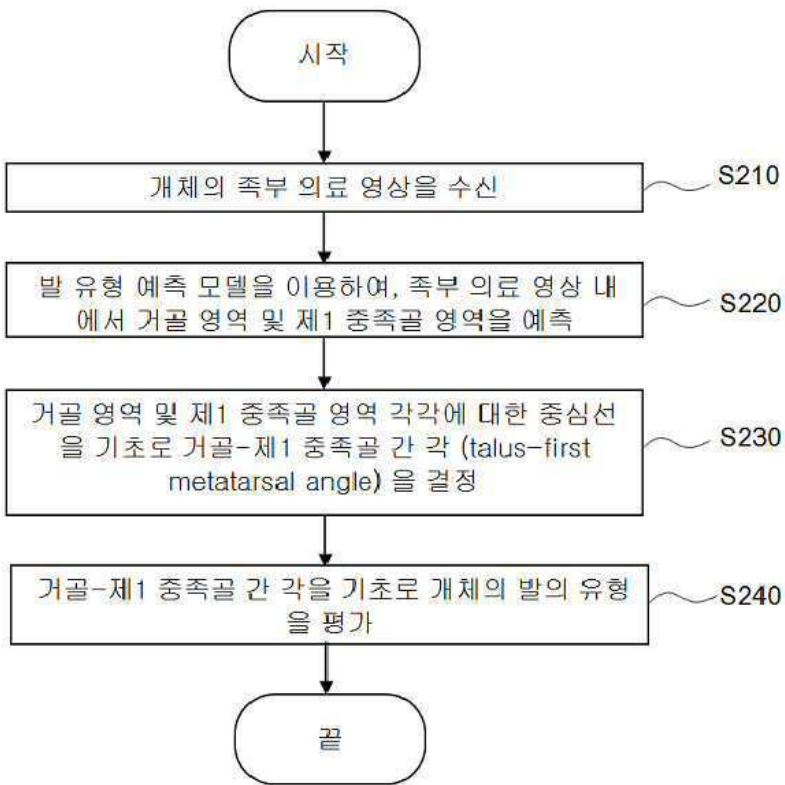 시작
개체의 족부 의료 영상을 수신
S210
발 유형 예측 모델을 이용하여, 족부 의료 영상 내
에서 거골 영역 및 제1 중족골 영역을 예측
S220
거골 영역 및 제1 중족골 영역 각각에 대한 중심선
을 기초로 거골-제1 중족골 간 각 (talus-first
metatarsal angle) 을 결정
S230
거골-제1 중족골 간 각을 기초로 개체의 발의 유형
을 평가
S240
끝